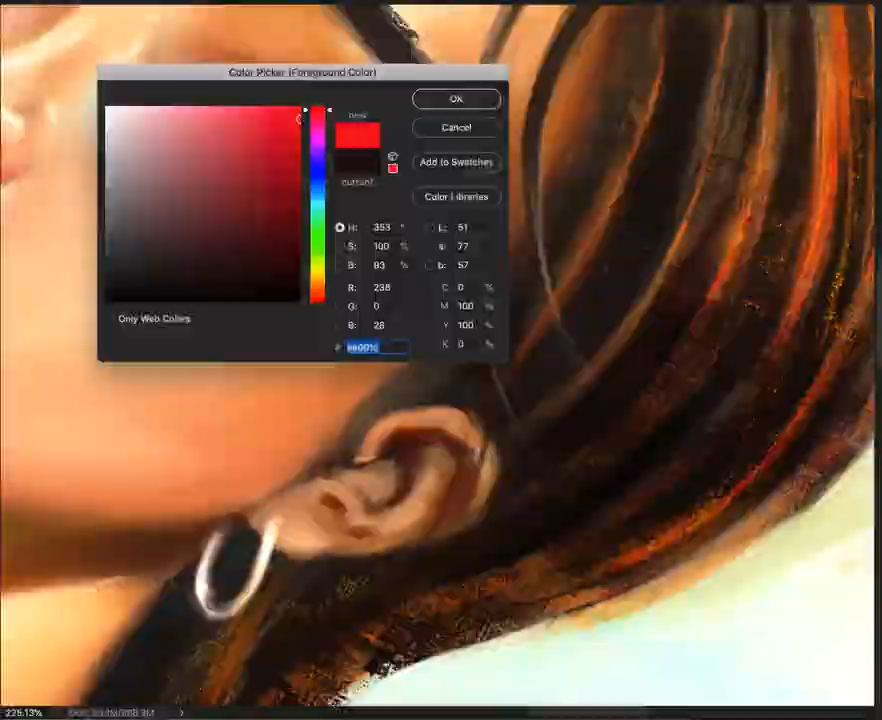 Color Picker (Foreground Color)
new
current
OK
Cancel
Add to Swatches
Color Libraries
H: 353 °
S: 100 %
B: 93 %
R: 238
G: 0
B: 28
# ee001c
L: 51
a: 77
b: 57
C 0 %
M 100 %
Y 100 %
K 0 %
Only Web Colors
225.13%